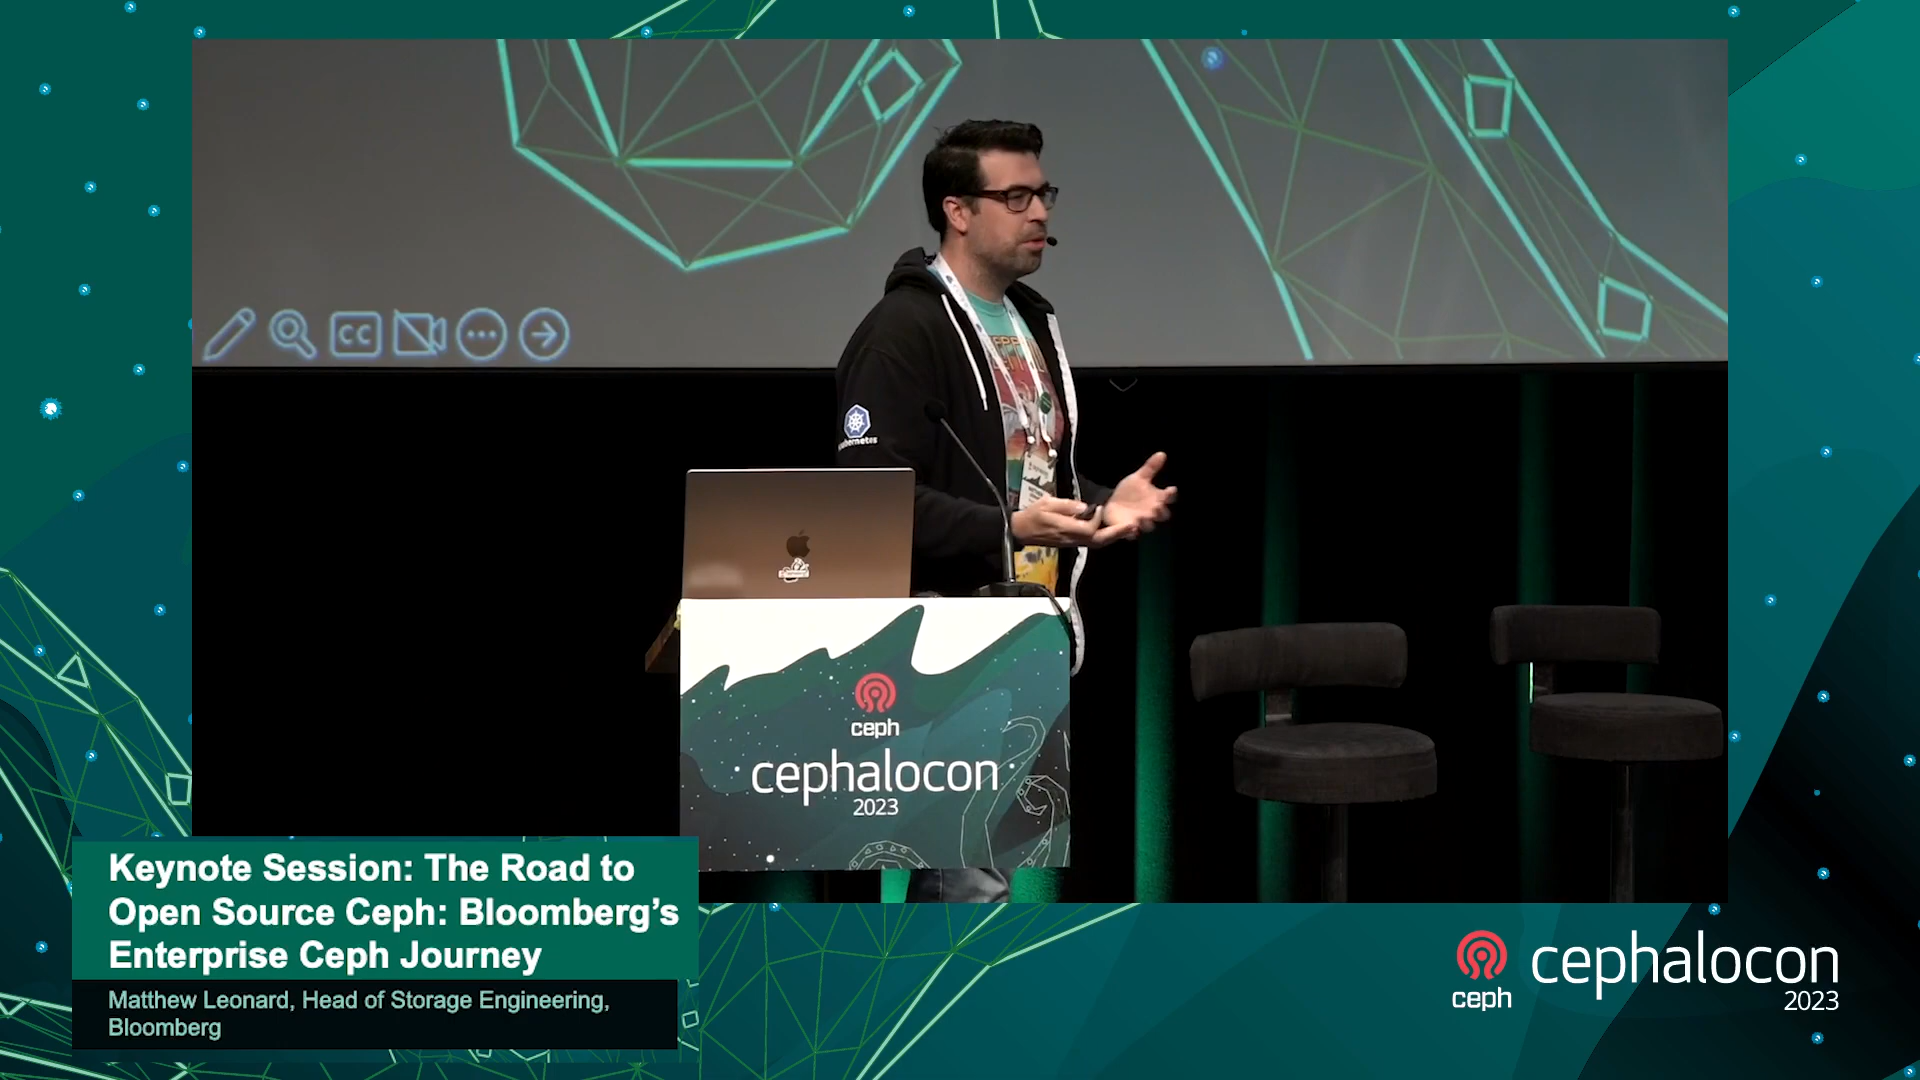 CC
ceph
cephalocon
2023
Keynote Session: The Road to
Open Source Ceph: Bloomberg’s
Enterprise Ceph Journey
Matthew Leonard, Head of Storage Engineering,
Bloomberg
ceph
cephalocon
2023